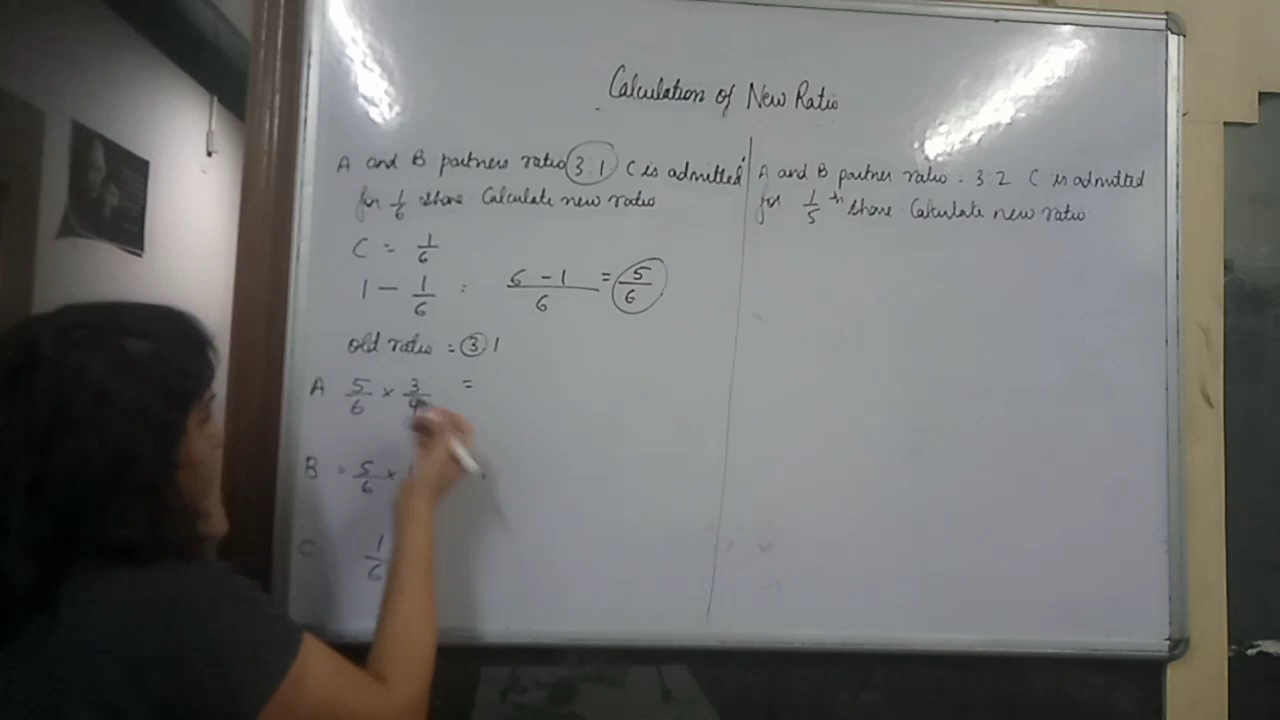 Calculation of New Ratio
A and B partners ratio 3:1 C is admitted
for 1/6 share. Calculate new ratio
C = 1/6
1 - 1/6 = 6-1/6 = 5/6
old ratio = 3:1
A 5/6 × 3/4 =
B = 5/6 ×
C 1/6
A and B partner ratio - 3:2 C is admitted
for 1/5 th share Calculate new ratio